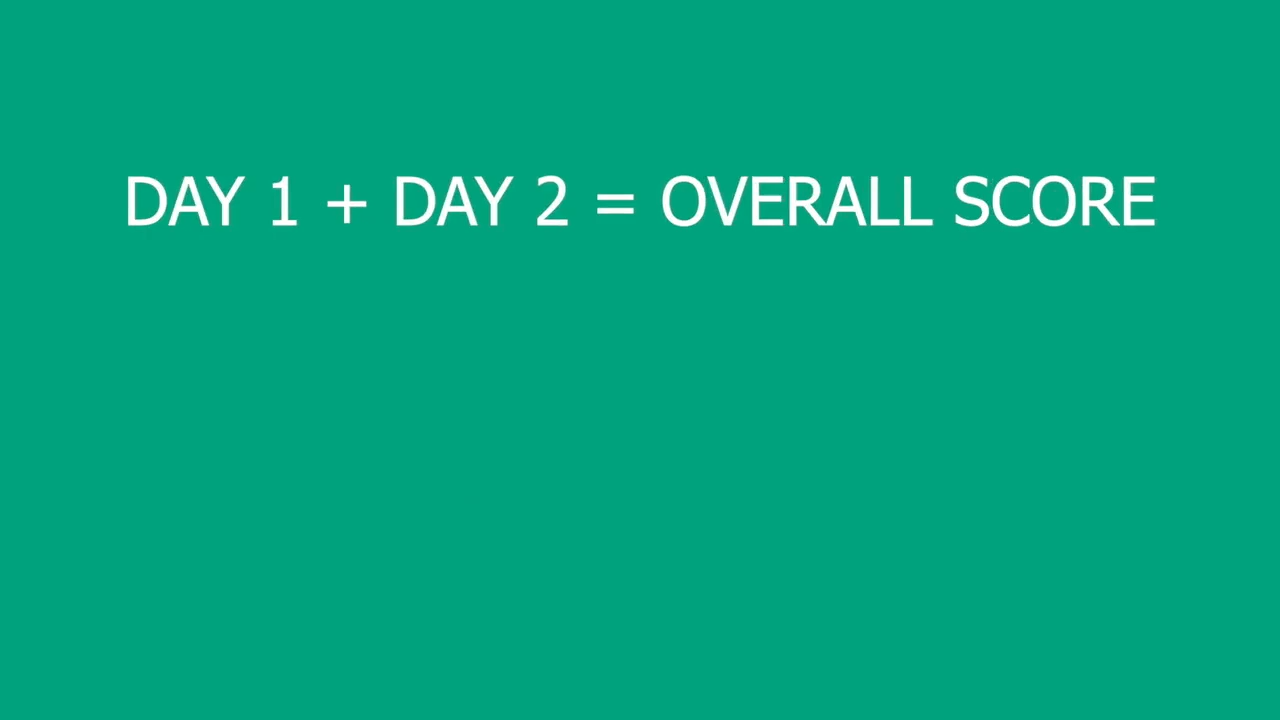 DAY 1 + DAY 2 = OVERALL SCORE